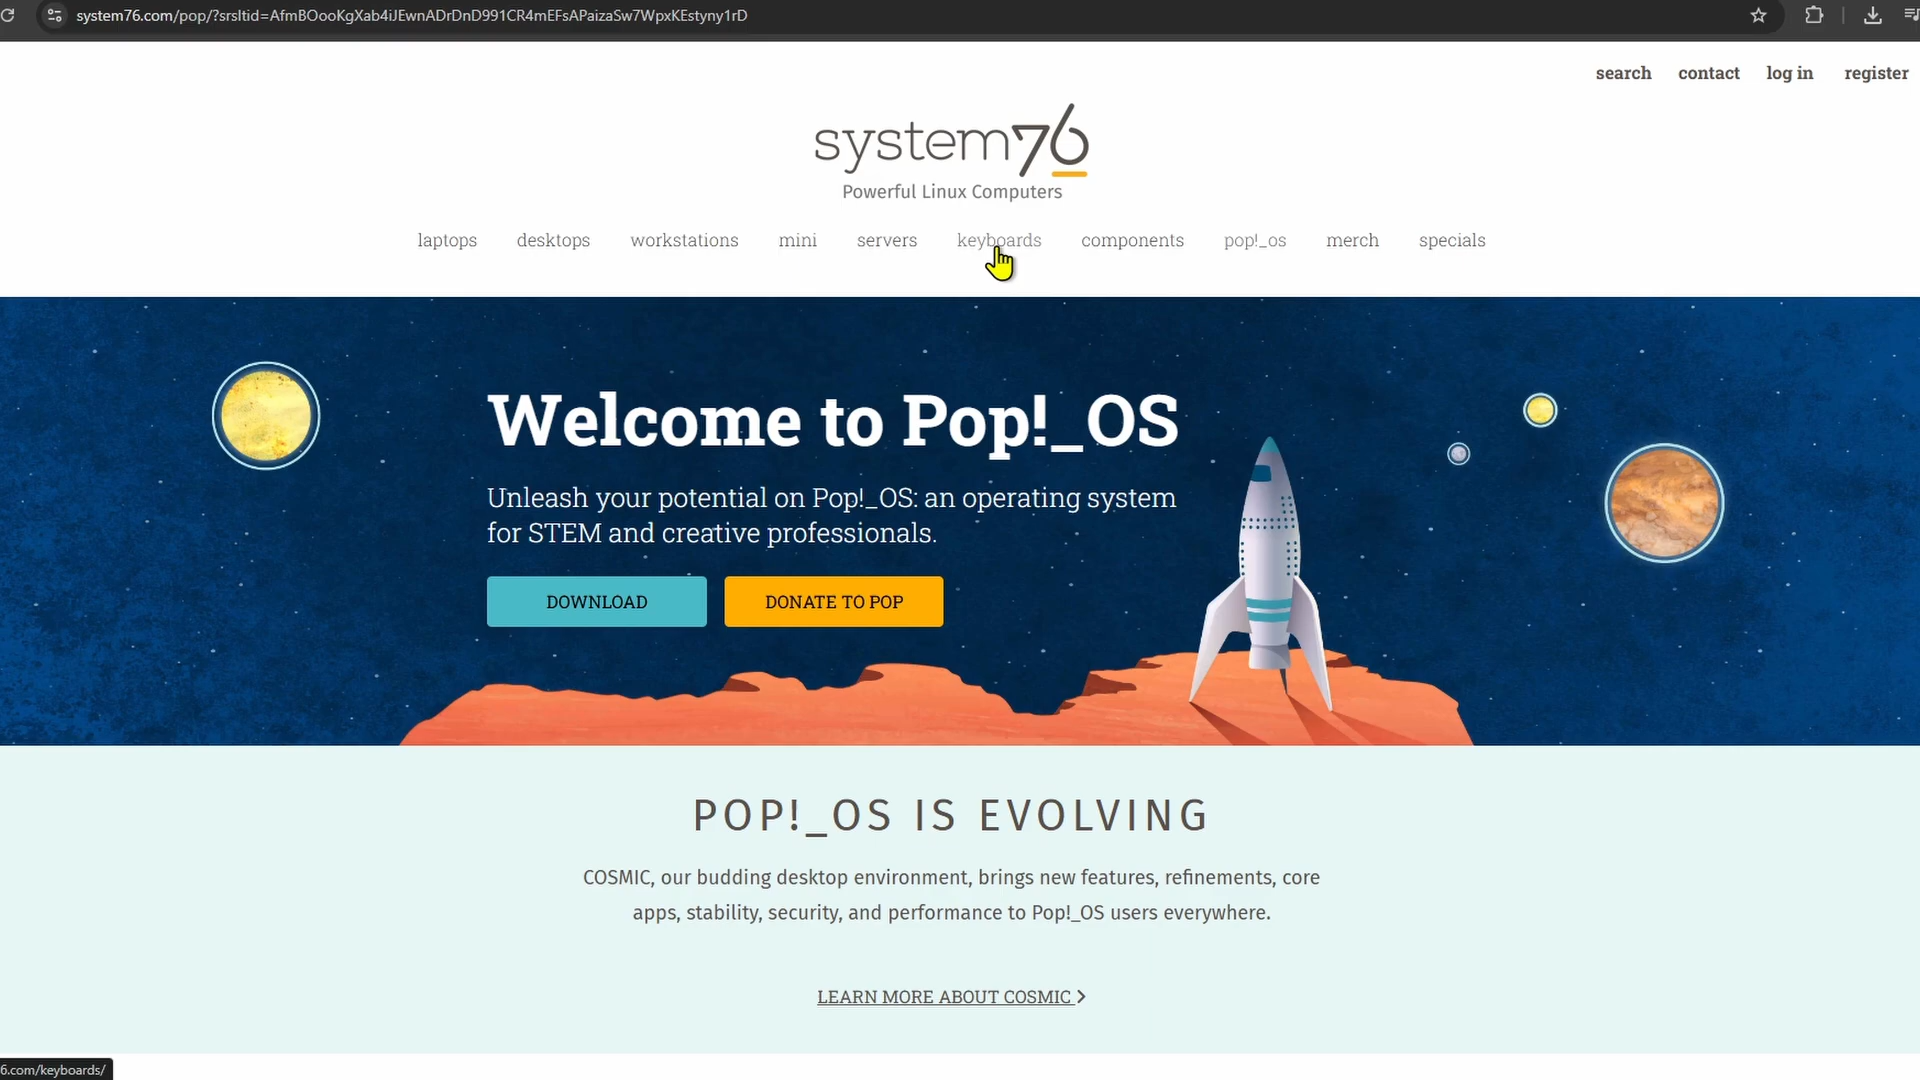 system76.com/pop/?srsltid=AfmBOooKgXab4iJEwnADrDnD991CR4mEFsAPaizaSw7WpxKEstyny1rD
search contact log in register
system76
Powerful Linux Computers
laptops desktops workstations mini servers keyboards components pop!_os merch specials
Welcome to Pop!_OS
Unleash your potential on Pop!_OS: an operating system
for STEM and creative professionals.
DOWNLOAD DONATE TO POP
POP!_OS IS EVOLVING
COSMIC, our budding desktop environment, brings new features, refinements, core
apps, stability, security, and performance to Pop!_OS users everywhere.
LEARN MORE ABOUT COSMIC
6.com/keyboards/